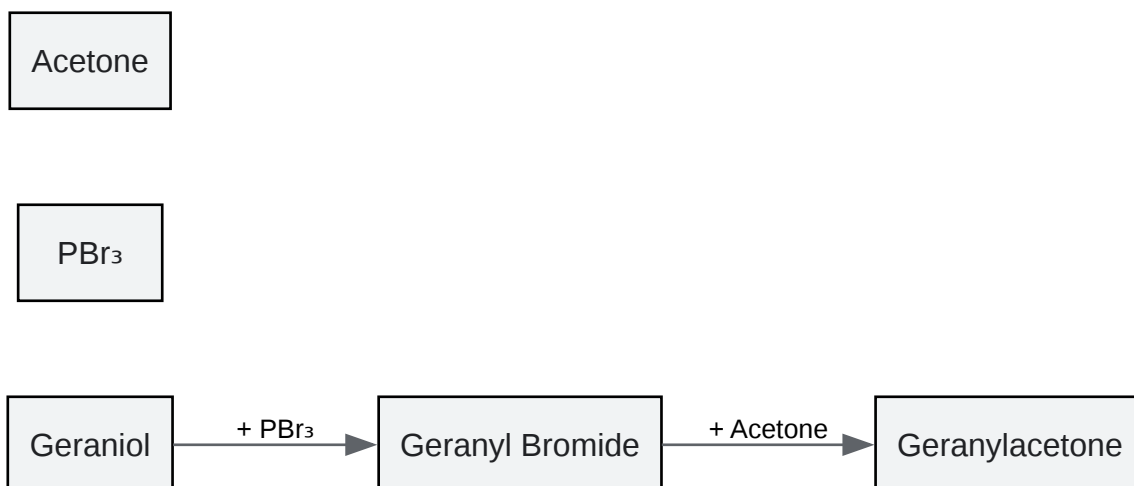 Acetone
PBr₃
Geraniol
+ PBr₃
Geranyl Bromide
+ Acetone
Geranylacetone